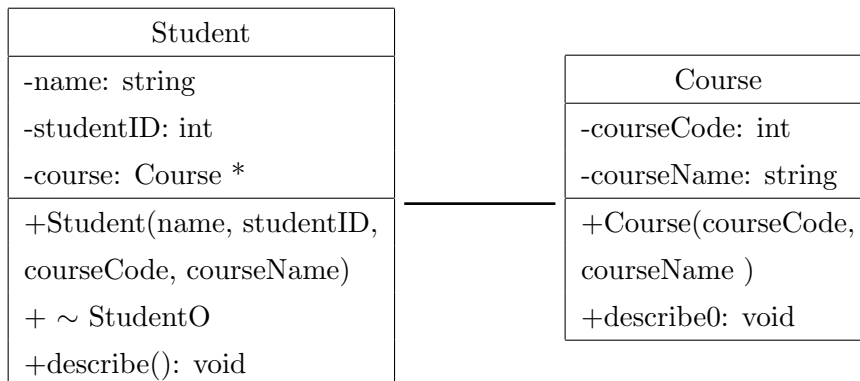 Student
-name: string
-studentID: int
-course: Course *
+Student(name, studentID,
courseCode, courseName)
+ ∼ StudentO
+describe(): void
Course
-courseCode: int
-courseName: string
+Course(courseCode,
courseName )
+describe0: void